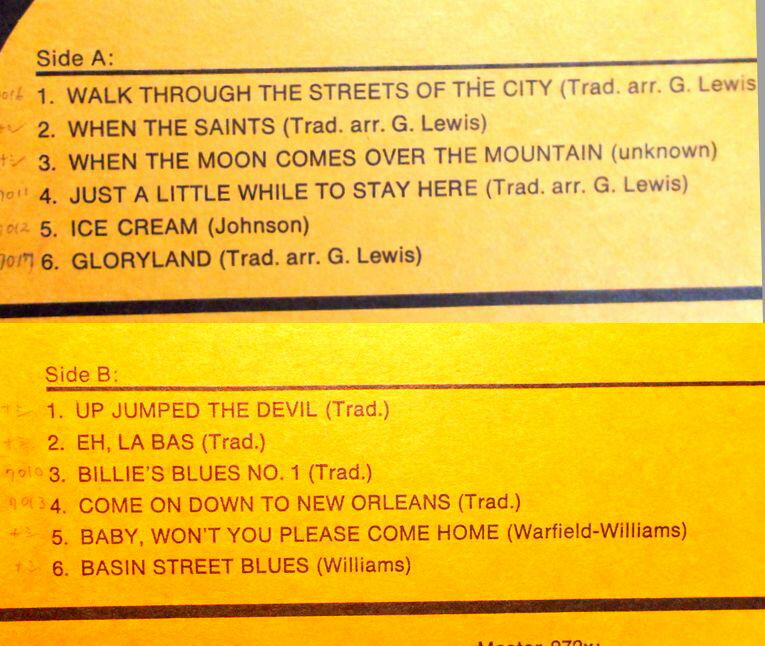 Side A:
1. WALK THROUGH THE STREETS OF THE CITY (Trad. arr. G. Lewis
2. WHEN THE SAINTS (Trad. arr. G. Lewis)
3. WHEN THE MOON COMES OVER THE MOUNTAIN (unknown)
4. JUST A LITTLE WHILE TO STAY HERE (Trad. arr. G. Lewis)
5. ICE CREAM (Johnson)
7017 6. GLORYLAND (Trad. arr. G. Lewis)
Side B:
1. UP JUMPED THE DEVIL (Trad.)
2. EH, LA BAS (Trad.)
7010 3. BILLIE'S BLUES NO. 1 (Trad.)
7013 4. COME ON DOWN TO NEW ORLEANS (Trad.)
5. BABY, WON'T YOU PLEASE COME HOME (Warfield-Williams)
6. BASIN STREET BLUES (Williams)